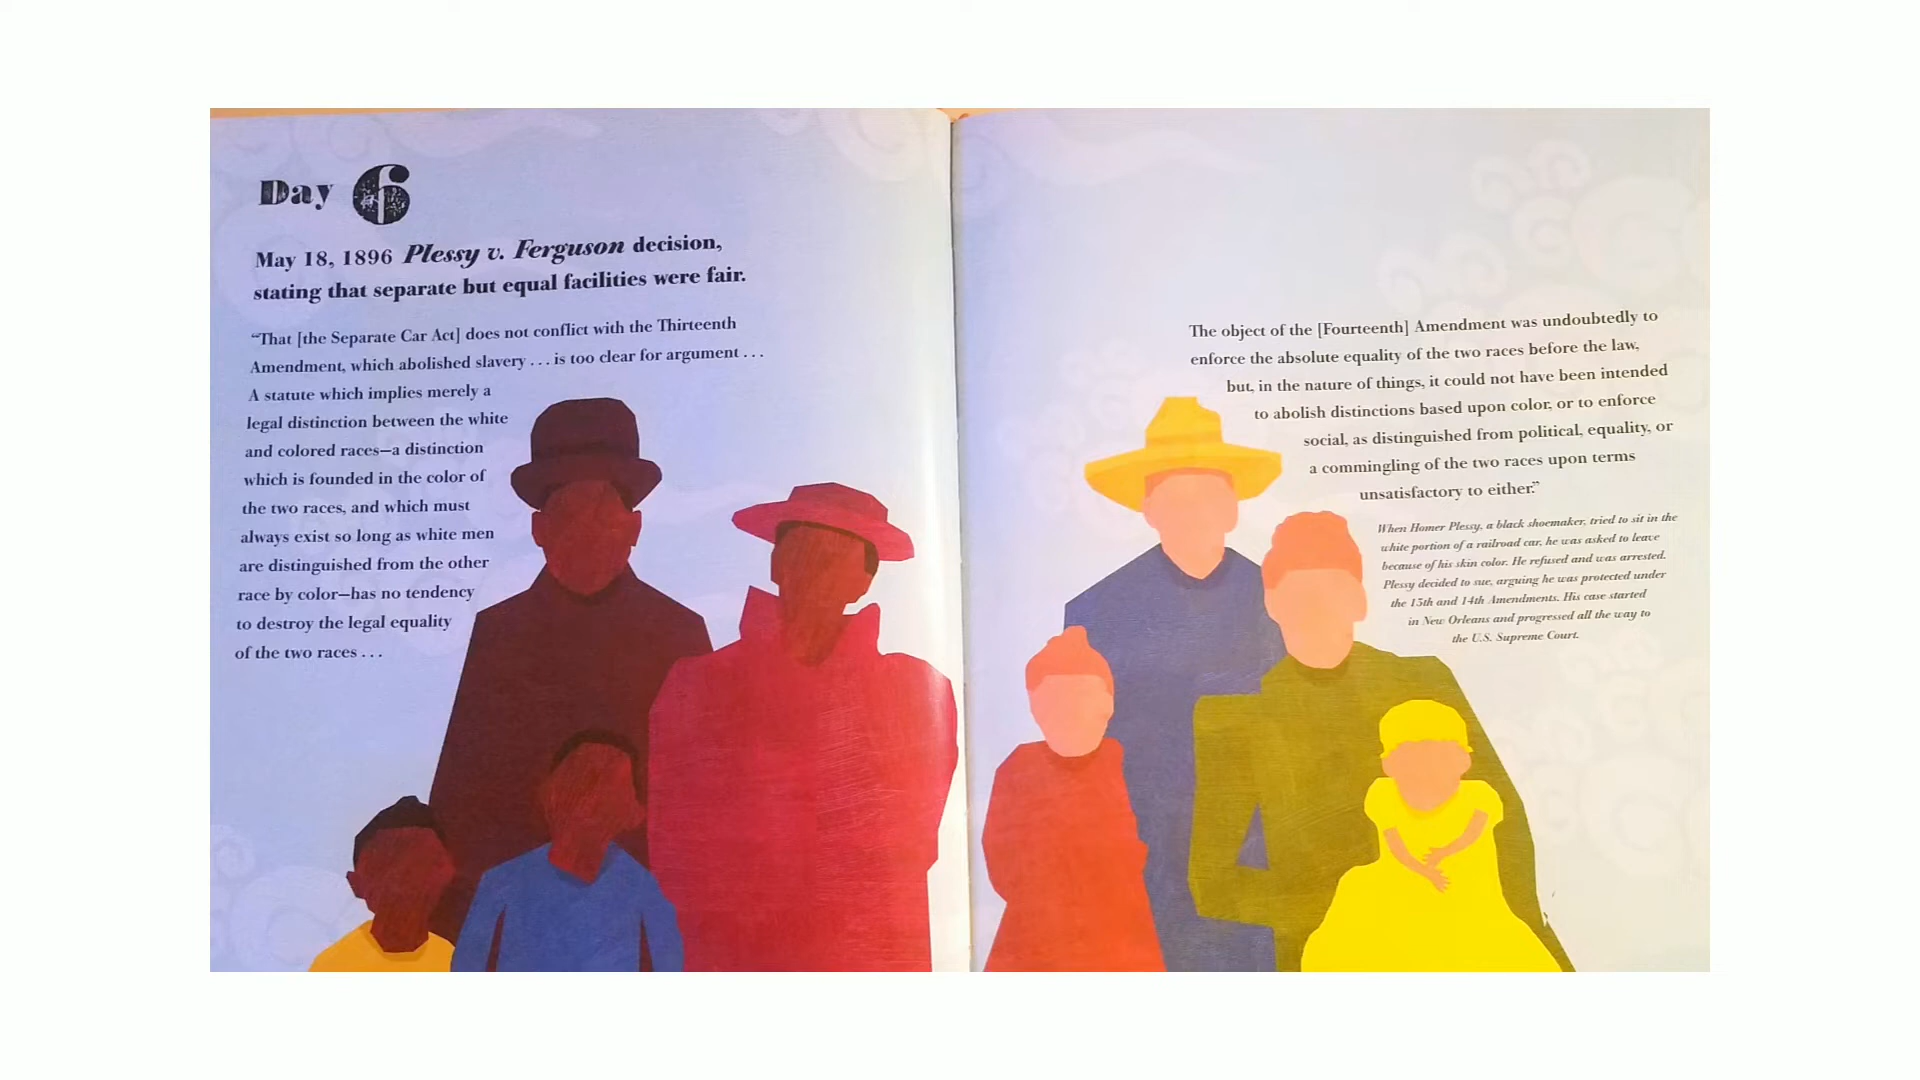 Day 6
May 18, 1896 Plessy v. Ferguson decision,
stating that separate but equal facilities were fair.
“That [the Separate Car Act] does not conflict with the Thirteenth
Amendment, which abolished slavery . . . is too clear for argument . . .
A statute which implies merely a
legal distinction between the white
and colored races—a distinction
which is founded in the color of
the two races, and which must
always exist so long as white men
are distinguished from the other
race by color—has no tendency
to destroy the legal equality
of the two races . . .
The object of the [Fourteenth] Amendment was undoubtedly to
enforce the absolute equality of the two races before the law,
but, in the nature of things, it could not have been intended
to abolish distinctions based upon color, or to enforce
social, as distinguished from political, equality, or
a commingling of the two races upon terms
unsatisfactory to either.”
When Homer Plessy, a black shoemaker, tried to sit in the
white portion of a railroad car, he was asked to leave
because of his skin color. He refused and was arrested.
Plessy decided to sue, arguing he was protected under
the 13th and 14th Amendments. His case started
in New Orleans and progressed all the way to
the U.S. Supreme Court.